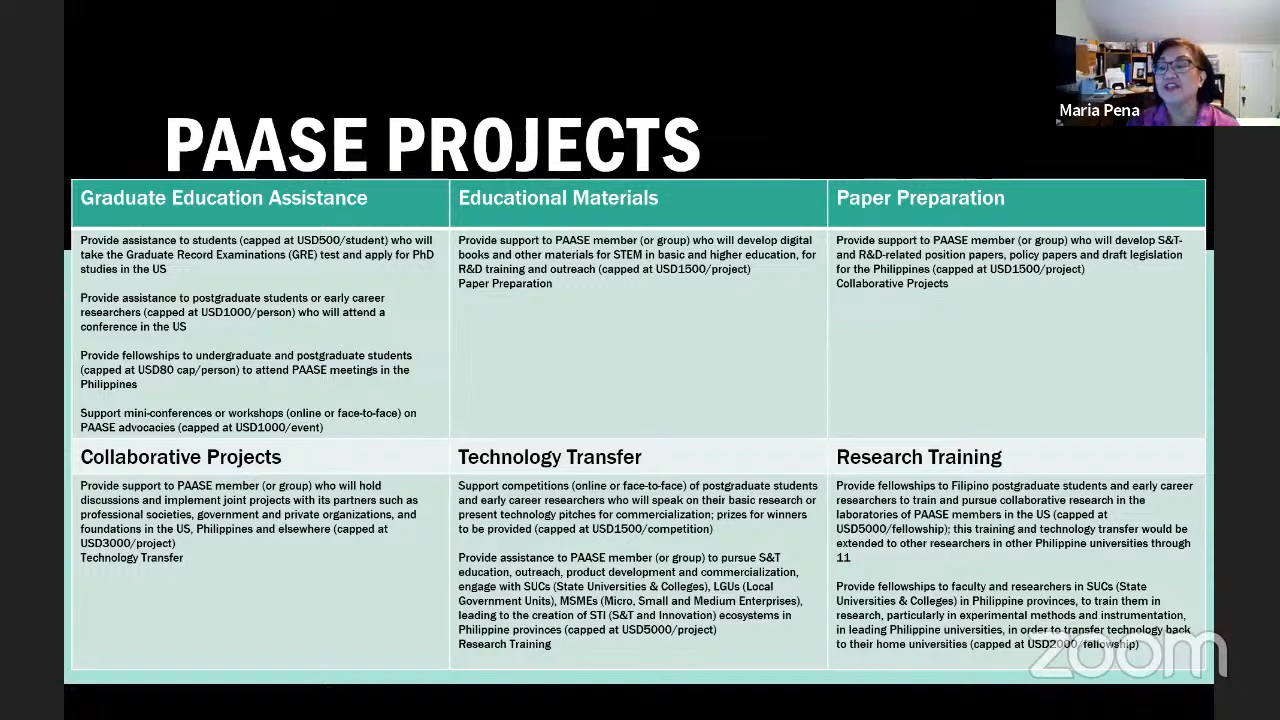 Maria Pena
PAASE PROJECTS
Graduate Education Assistance
Provide assistance to students (capped at USD500/student) who will
take the Graduate Record Examinations (GRE) test and apply for PhD
studies in the US
Provide assistance to postgraduate students or early career
researchers (capped at USD1000/person) who will attend a
conference in the US
Provide fellowships to undergraduate and postgraduate students
(capped at USD80 cap/person) to attend PAASE meetings in the
Philippines
Support mini-conferences or workshops (online or face-to-face) on
PAASE advocacies (capped at USD1000/event)
Educational Materials
Provide support to PAASE member (or group) who will develop digital
books and other materials for STEM in basic and higher education, for
R&D training and outreach (capped at USD1500/project)
Paper Preparation
Paper Preparation
Provide support to PAASE member (or group) who will develop S&T-
and R&D-related position papers, policy papers and draft legislation
for the Philippines (capped at USD1500/project)
Collaborative Projects
Collaborative Projects
Provide support to PAASE member (or group) who will hold
discussions and implement joint projects with its partners such as
professional societies, government and private organizations, and
foundations in the US, Philippines and elsewhere (capped at
USD3000/project)
Technology Transfer
Technology Transfer
Support competitions (online or face-to-face) of postgraduate students
and early career researchers who will speak on their basic research or
present technology pitches for commercialization; prizes for winners
to be provided (capped at USD1500/competition)
Provide assistance to PAASE member (or group) to pursue S&T
education, outreach, product development and commercialization,
engage with SUCs (State Universities & Colleges), LGUs (Local
Government Units), MSMEs (Micro, Small and Medium Enterprises),
leading to the creation of STI (S&T and Innovation) ecosystems in
Philippine provinces (capped at USD5000/project)
Research Training
Research Training
Provide fellowships to Filipino postgraduate students and early career
researchers to train and pursue collaborative research in the
laboratories of PAASE members in the US (capped at
USD5000/fellowship); this training and technology transfer would be
extended to other researchers in other Philippine universities through
11
Provide fellowships to faculty and researchers in SUCs (State
Universities & Colleges) in Philippine provinces, to train them in
research, particularly in experimental methods and instrumentation,
in leading Philippine universities, in order to transfer technology back
to their home universities (capped at USD2000/fellowship)
zoom